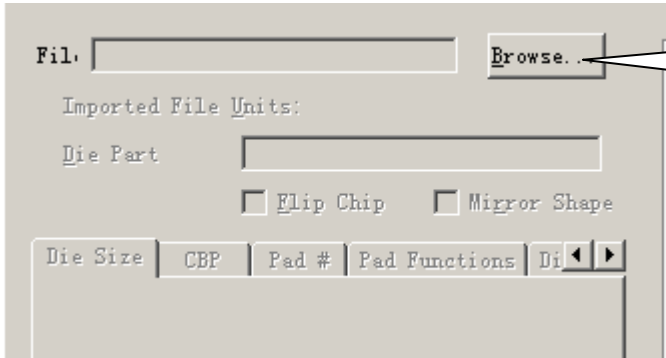 Fil Browse...
Imported File Units:
Die Part
Flip Chip Mirror Shape
Die Size CBP Pad # Pad Functions Di